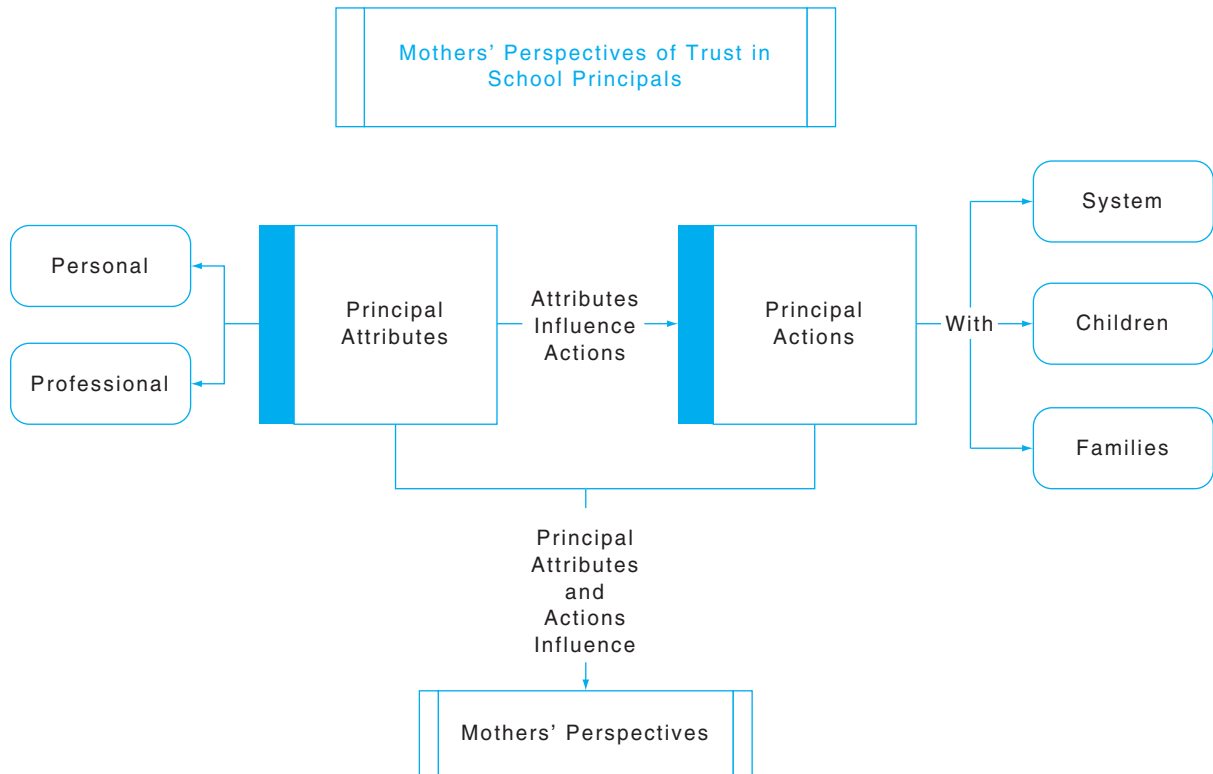 Mothers’ Perspectives of Trust in
School Principals
Personal
Professional
Principal
Attributes
Attributes
Influence
Actions
Principal
Actions
With
System
Children
Families
Principal
Attributes
and
Actions
Influence
Mothers’ Perspectives